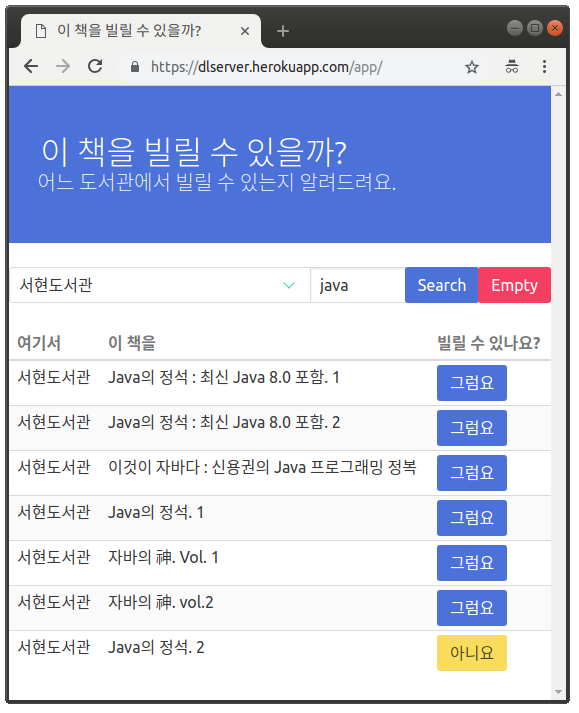 이 책을 빌릴 수 있을까?
https://dlserver.herokuapp.com/app/
이 책을 빌릴 수 있을까?
어느 도서관에서 빌릴 수 있는지 알려드려요.
서현도서관 java Search Empty
여기서 이 책을 빌릴 수 있나요?
서현도서관 Java의 정석 : 최신 Java 8.0 포함. 1 그럼요
서현도서관 Java의 정석 : 최신 Java 8.0 포함. 2 그럼요
서현도서관 이것이 자바다 : 신용권의 Java 프로그래밍 정복 그럼요
서현도서관 Java의 정석. 1 그럼요
서현도서관 자바의 神. Vol. 1 그럼요
서현도서관 자바의 神. vol.2 그럼요
서현도서관 Java의 정석. 2 아니요